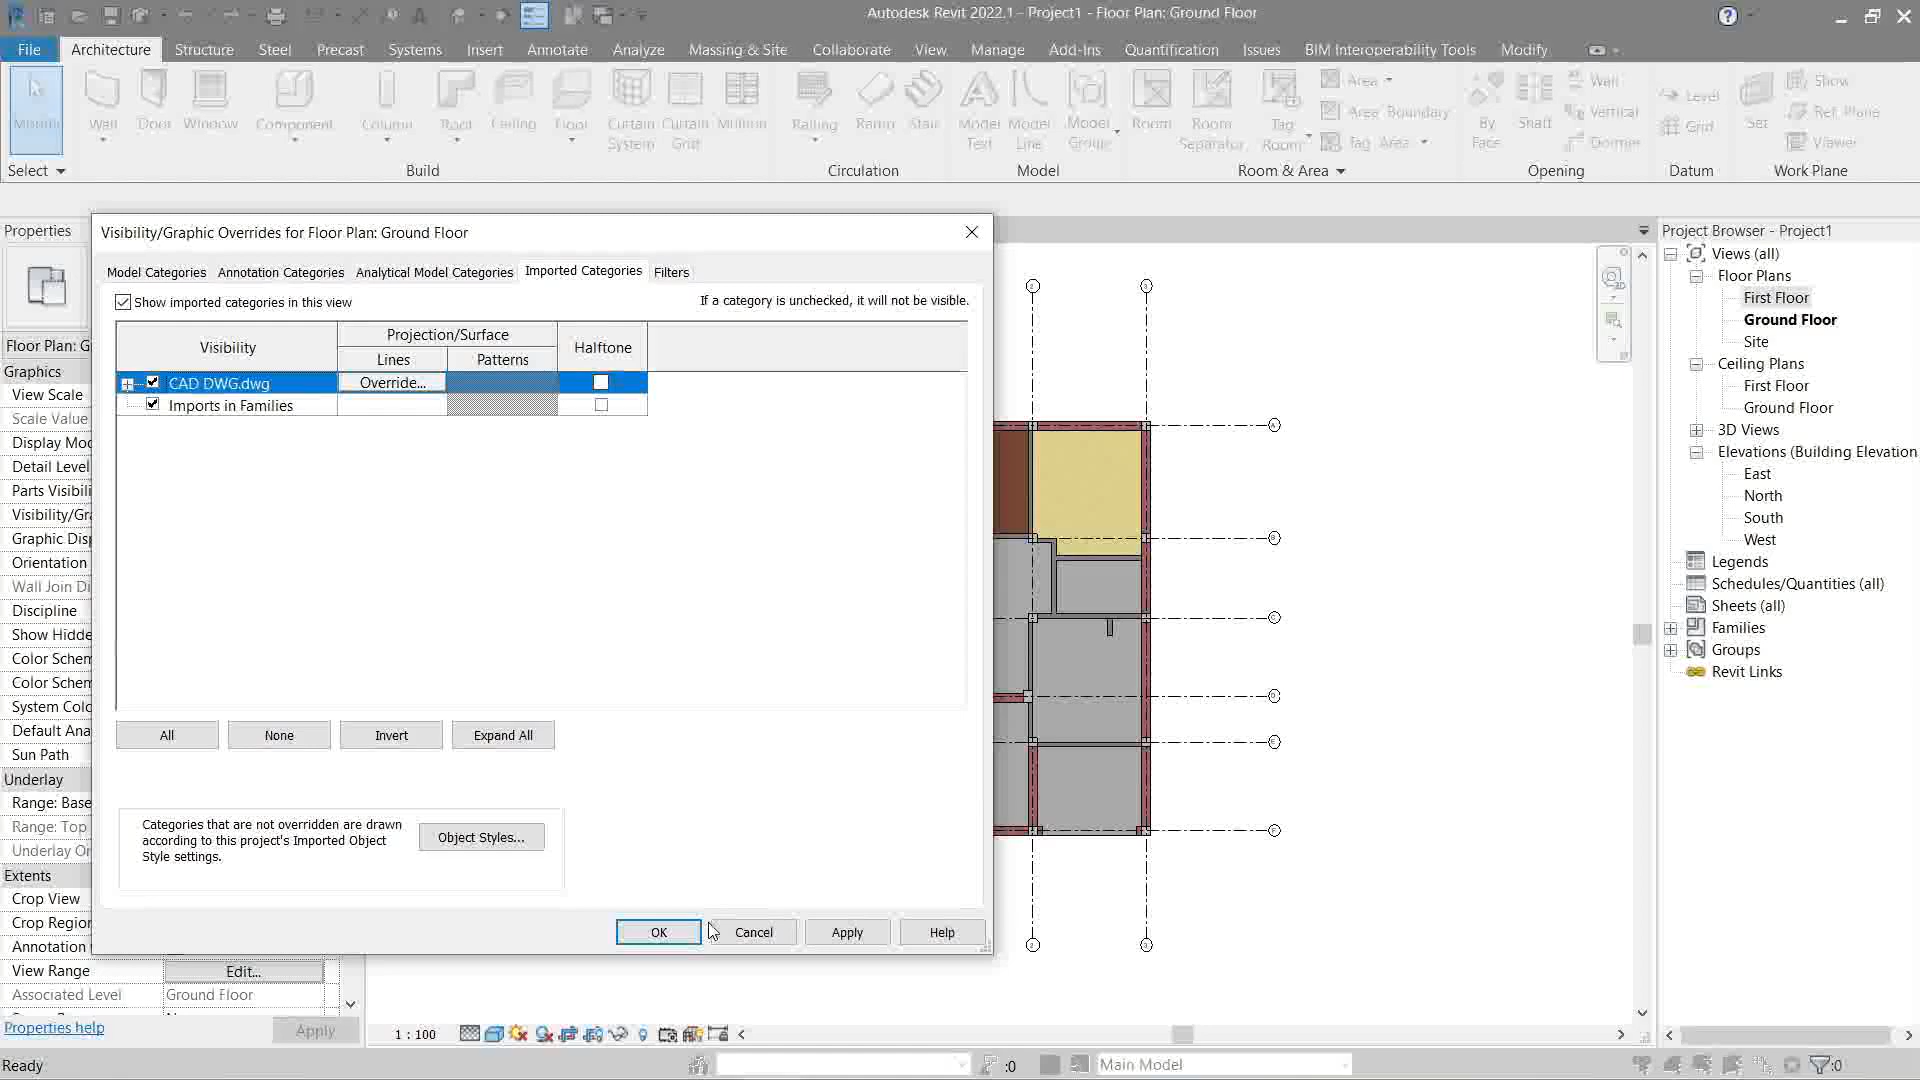 Autodesk Revit 2022.1 - Project1 - Floor Plan: Ground Floor
File Architecture Structure Steel Precast Systems Insert Annotate Analyze Massing & Site Collaborate View Manage Add-Ins Quantification Issues BIM Interoperability Tools Modify
Modify Wall Door Window Component Column Roof Ceiling Floor Curtain System Curtain Grid Mullion Railing Ramp Stair Model Text Model Line Model Group Room Room Separator Tag Room
Area
Area Boundary
Tag Area
By Face Shaft
Wall
Vertical
Dormer
Level
Grid
Set
Show
Ref Plane
Viewer
Select Build Circulation Model Room & Area Opening Datum Work Plane
Properties
Floor Plan: G
Graphics
View Scale
Scale Value
Display Mo
Detail Level
Parts Visibili
Visibility/Gra
Graphic Disp
Orientation
Wall Join Di
Discipline
Show Hidde
Color Schem
Color Schem
System Colo
Default Ana
Sun Path
Underlay
Range: Base
Range: Top
Underlay Or
Extents
Crop View
Crop Region
Annotation
View Range Edit...
Associated Level Ground Floor
Properties help Apply
Visibility/Graphic Overrides for Floor Plan: Ground Floor
Model Categories Annotation Categories Analytical Model Categories Imported Categories Filters
Show imported categories in this view If a category is unchecked, it will not be visible.
Visibility Projection/Surface Halftone
Lines Patterns
CAD DWG.dwg Override...
Imports in Families
All None Invert Expand All
Categories that are not overridden are drawn
according to this project's Imported Object
Style settings.
Object Styles...
OK Cancel Apply Help
2 3
A
B
C
D
E
F
2 3
Project Browser - Project1
Views (all)
Floor Plans
First Floor
Ground Floor
Site
Ceiling Plans
First Floor
Ground Floor
3D Views
Elevations (Building Elevation
East
North
South
West
Legends
Schedules/Quantities (all)
Sheets (all)
Families
Groups
Revit Links
1 : 100
Ready :0 Main Model :0